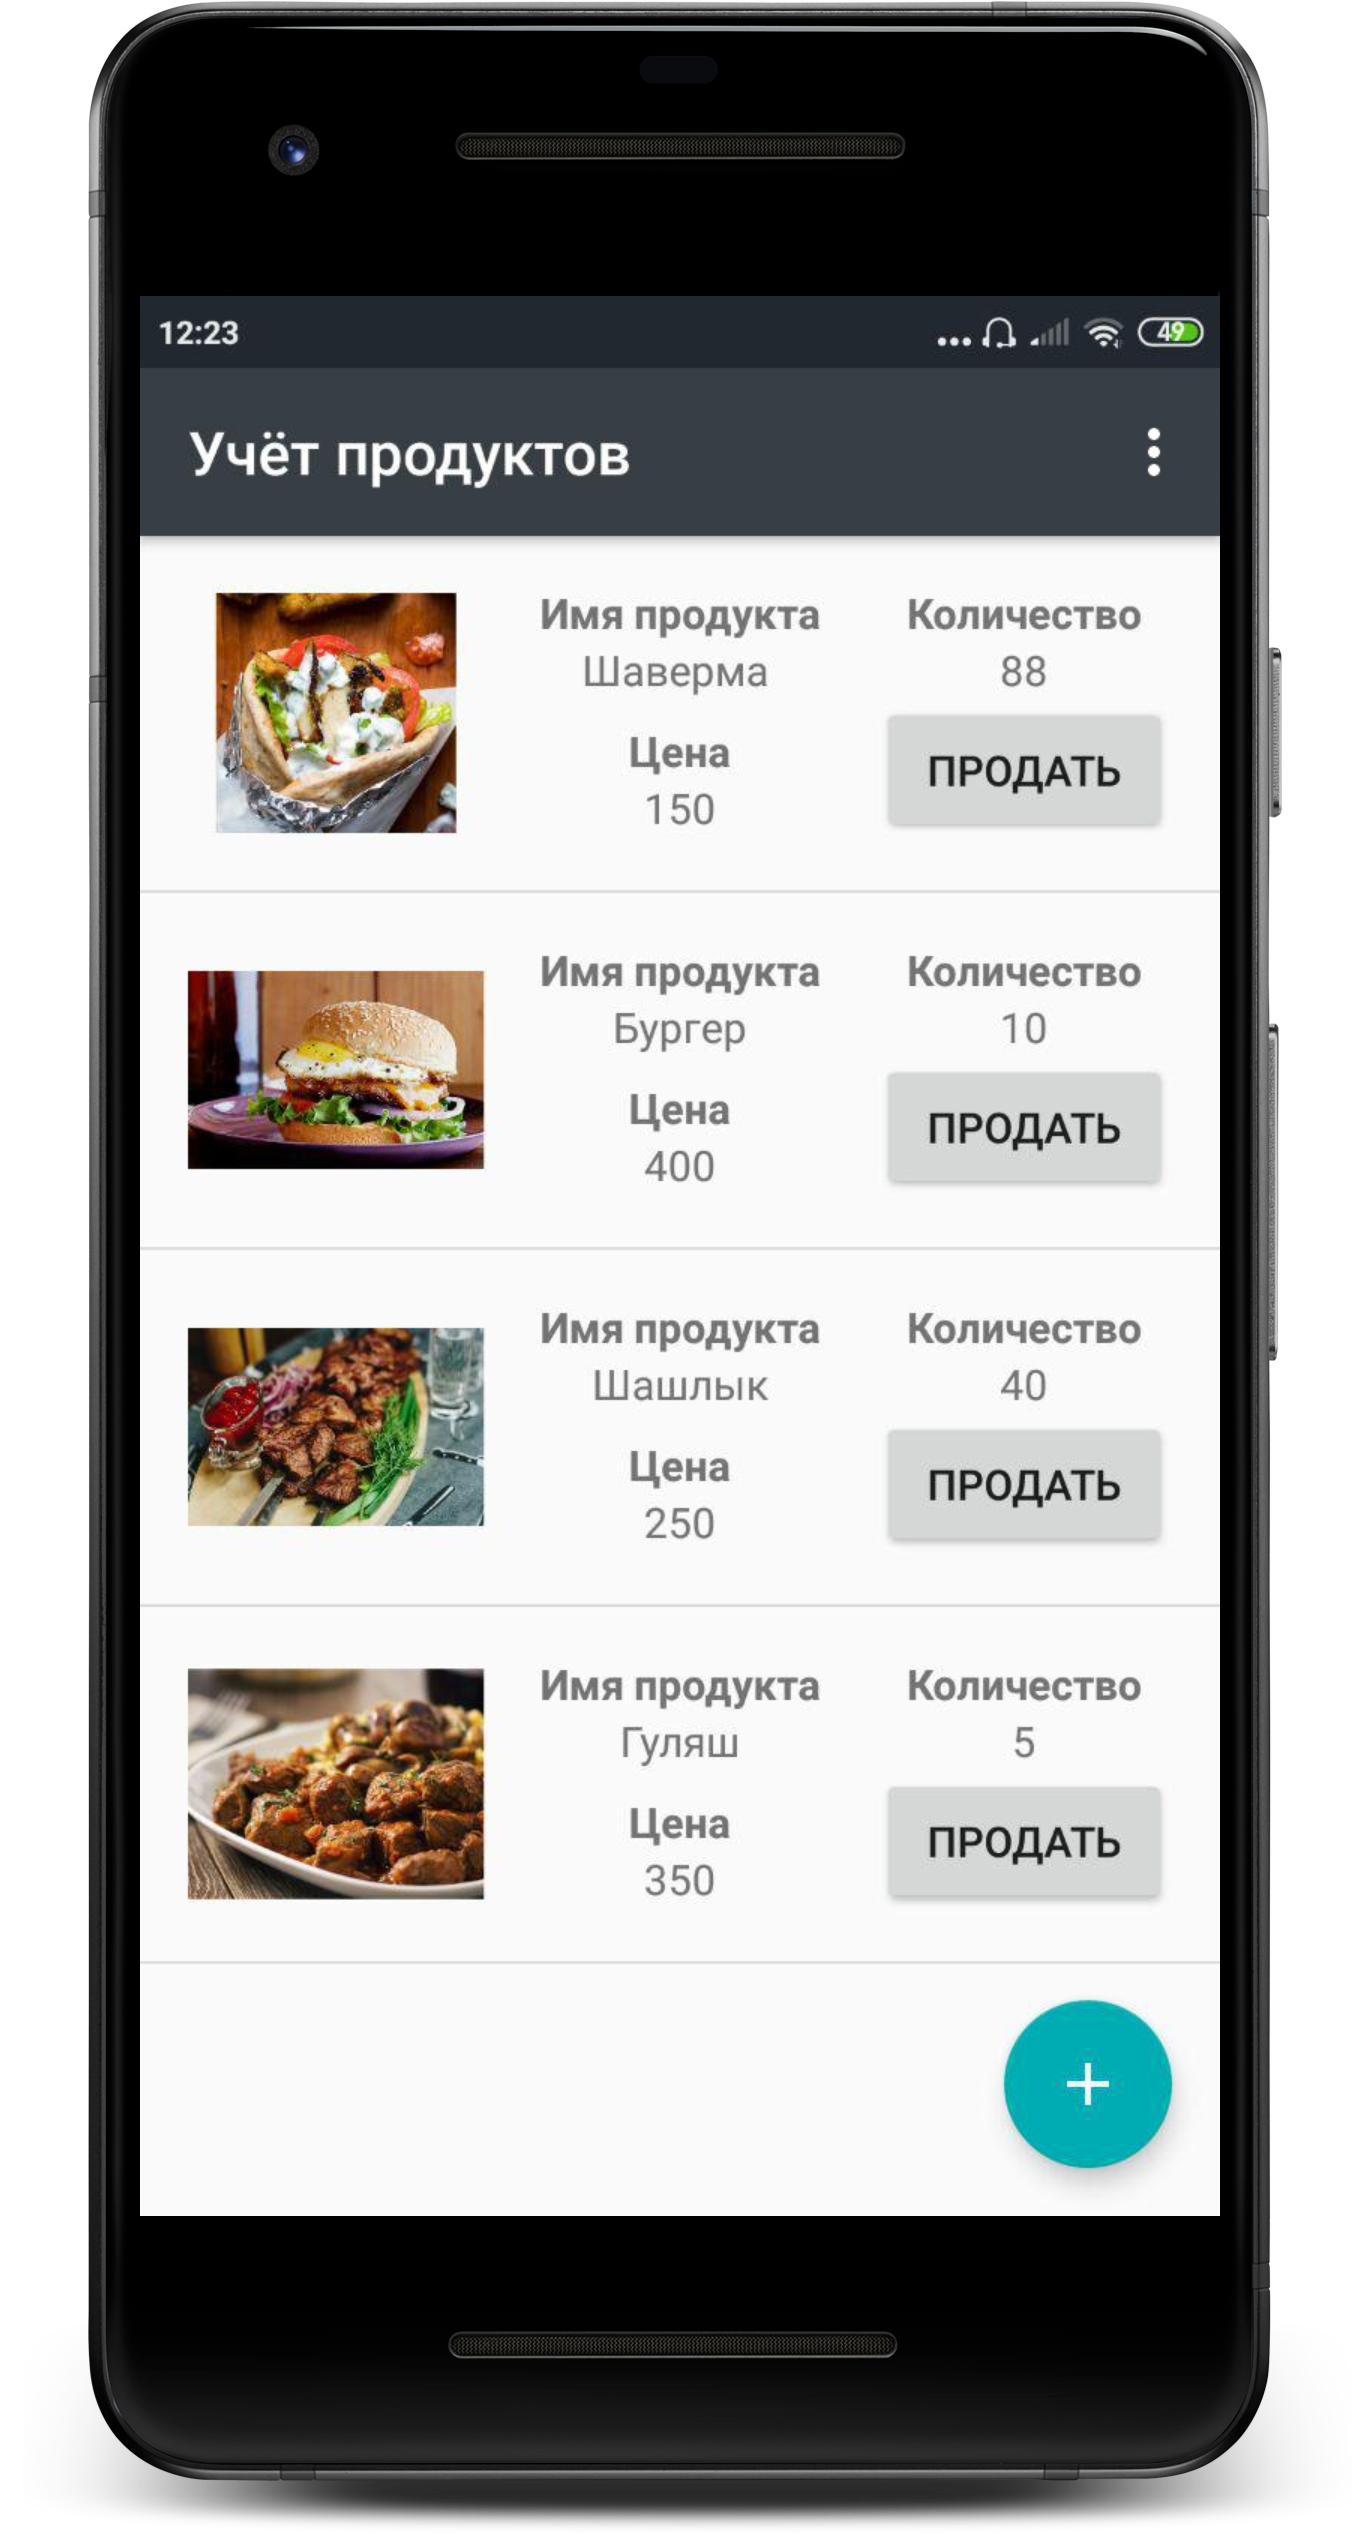 12:23
49
Учёт продуктов
Имя продукта
Количество
Шаверма
88
Цена
ПРОДАТЬ
150
Имя продукта
Количество
Бургер
10
Цена
ПРОДАТЬ
400
Имя продукта
Количество
Шашлык
40
Цена
ПРОДАТЬ
250
Имя продукта
Количество
Гуляш
5
Цена
ПРОДАТЬ
350